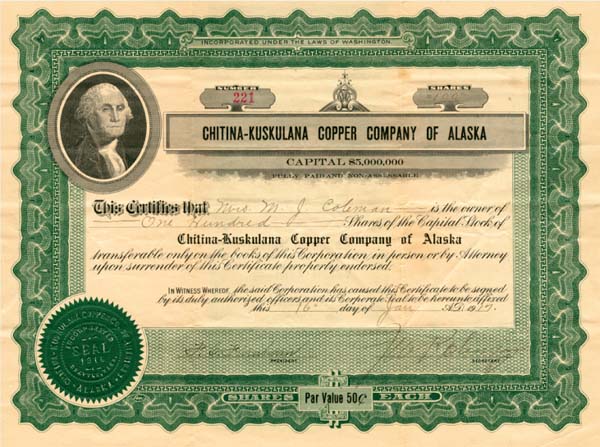 INCORPORATED UNDER THE LAWS OF WASHINGTON.
NUMBER
221
SHARES
CHITINA-KUSKULANA COPPER COMPANY OF ALASKA
CAPITAL $5,000,000
FULLY PAID AND NON-ASSESSABLE
This Certifies that Mrs M. J Coleman is the owner of
One Hundred Shares of the Capital Stock of
Chitina-Kuskulana Copper Company of Alaska
transferable only on the books of this Corporation in person or by Attorney
upon surrender of this Certificate properly endorsed.
IN WITNESS WHEREOF, the said Corporation has caused this Certificate to be signed
by its duly authorized officers and its Corporate Seal to be hereunto affixed
this 16 day of Jan A.D. 1917.
PRESIDENT
SECRETARY
INCORPORATED
SEAL
SHARES
Par Value 50¢
EACH